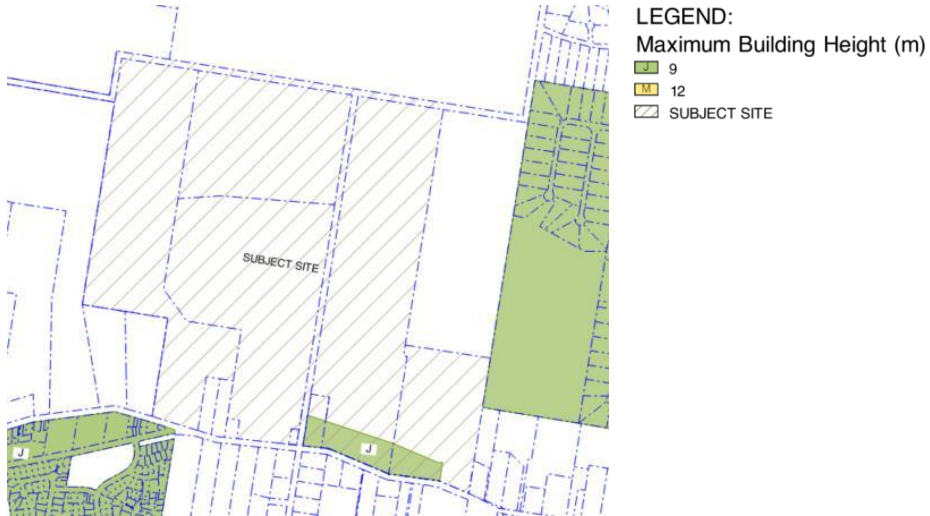 LEGEND:
Maximum Building Height (m)
J 9
M 12
SUBJECT SITE
SUBJECT SITE
J
J